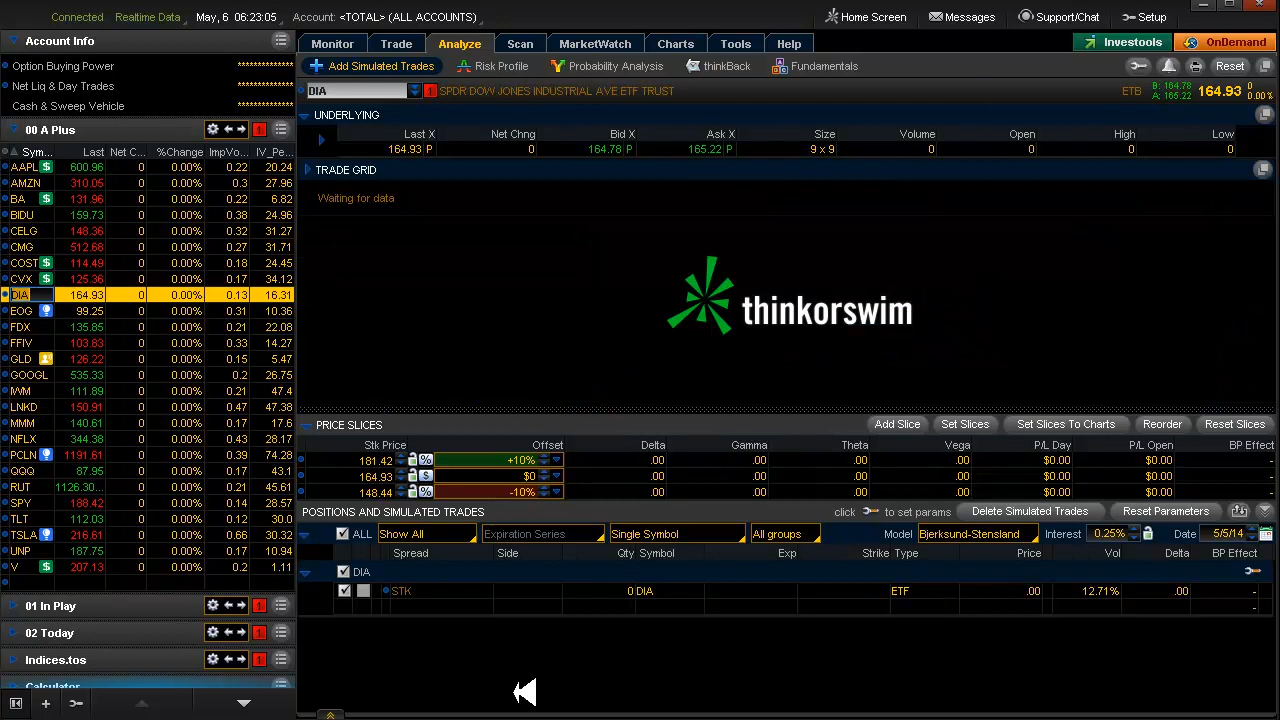 Connected Realtime Data May, 6 06:23:05 Account: <TOTAL> (ALL ACCOUNTS) Home Screen Messages Support/Chat Setup
Account Info
Option Buying Power **************
Net Liq & Day Trades **************
Cash & Sweep Vehicle **************
Monitor Trade Analyze Scan MarketWatch Charts Tools Help Investools OnDemand
Add Simulated Trades Risk Profile Probability Analysis thinkBack Fundamentals Reset
DIA 1 SPDR DOW JONES INDUSTRIAL AVE ETF TRUST ETB B: 164.78 A: 165.22 164.93 0 0.00%
00 A Plus 1
Sym... Last Net C... %Change ImpVo... IV_Pe...
AAPL $ 600.96 0 0.00% 0.22 20.24
AMZN 310.05 0 0.00% 0.3 27.96
BA $ 131.96 0 0.00% 0.22 6.82
BIDU 159.73 0 0.00% 0.38 24.96
CELG 148.36 0 0.00% 0.32 31.27
CMG 512.68 0 0.00% 0.27 31.71
COST $ 114.49 0 0.00% 0.18 24.45
CVX $ 125.36 0 0.00% 0.17 34.12
DIA 164.93 0 0.00% 0.13 16.31
EOG 99.25 0 0.00% 0.31 10.36
FDX 135.85 0 0.00% 0.21 22.08
FFIV 103.83 0 0.00% 0.33 14.27
GLD 126.22 0 0.00% 0.15 5.47
GOOGL 535.33 0 0.00% 0.2 26.75
IWM 111.89 0 0.00% 0.21 47.4
LNKD 150.91 0 0.00% 0.47 47.38
MMM 140.61 0 0.00% 0.17 17.6
NFLX 344.38 0 0.00% 0.43 28.17
PCLN 1191.61 0 0.00% 0.39 74.28
QQQ 87.95 0 0.00% 0.17 43.1
RUT 1126.30... 0 0.00% 0.21 45.61
SPY 188.42 0 0.00% 0.14 28.57
TLT 112.03 0 0.00% 0.12 30.0
TSLA 216.61 0 0.00% 0.66 30.32
UNP 187.75 0 0.00% 0.17 10.94
V $ 207.13 0 0.00% 0.2 1.11
01 In Play 1
02 Today 1
Indices.tos 1
Calculator
UNDERLYING
Last X Net Chng Bid X Ask X Size Volume Open High Low
164.93 P 0 164.78 P 165.22 P 9 x 9 0 0 0 0
TRADE GRID
Waiting for data
thinkorswim
PRICE SLICES Add Slice Set Slices Set Slices To Charts Reorder Reset Slices
Stk Price Offset Delta Gamma Theta Vega P/L Day P/L Open BP Effect
181.42 % +10% .00 .00 .00 .00 $0.00 $0.00
164.93 $ $0 .00 .00 .00 .00 $0.00 $0.00
148.44 % -10% .00 .00 .00 .00 $0.00 $0.00
POSITIONS AND SIMULATED TRADES click to set params Delete Simulated Trades Reset Parameters
ALL Show All Expiration Series Single Symbol All groups Model Bjerksund-Stensland Interest 0.25% Date 5/5/14
Spread Side Qty Symbol Exp Strike Type Price Vol Delta BP Effect
DIA
STK 0 DIA ETF .00 12.71% .00 -
-